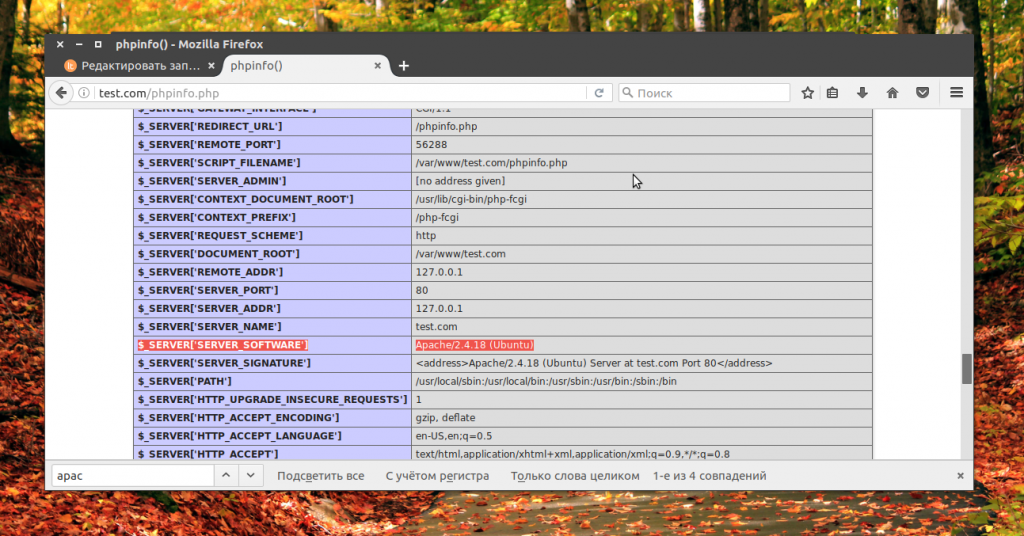 phpinfo() - Mozilla Firefox
Редактировать зап... phpinfo()
test.com/phpinfo.php Поиск
$_SERVER['GATEWAY_INTERFACE'] CGI/1.1
$_SERVER['REDIRECT_URL'] /phpinfo.php
$_SERVER['REMOTE_PORT'] 56288
$_SERVER['SCRIPT_FILENAME'] /var/www/test.com/phpinfo.php
$_SERVER['SERVER_ADMIN'] [no address given]
$_SERVER['CONTEXT_DOCUMENT_ROOT'] /usr/lib/cgi-bin/php-fcgi
$_SERVER['CONTEXT_PREFIX'] /php-fcgi
$_SERVER['REQUEST_SCHEME'] http
$_SERVER['DOCUMENT_ROOT'] /var/www/test.com
$_SERVER['REMOTE_ADDR'] 127.0.0.1
$_SERVER['SERVER_PORT'] 80
$_SERVER['SERVER_ADDR'] 127.0.0.1
$_SERVER['SERVER_NAME'] test.com
$_SERVER['SERVER_SOFTWARE'] Apache/2.4.18 (Ubuntu)
$_SERVER['SERVER_SIGNATURE'] <address>Apache/2.4.18 (Ubuntu) Server at test.com Port 80</address>
$_SERVER['PATH'] /usr/local/sbin:/usr/local/bin:/usr/sbin:/usr/bin:/sbin:/bin
$_SERVER['HTTP_UPGRADE_INSECURE_REQUESTS'] 1
$_SERVER['HTTP_ACCEPT_ENCODING'] gzip, deflate
$_SERVER['HTTP_ACCEPT_LANGUAGE'] en-US,en;q=0.5
$_SERVER['HTTP_ACCEPT'] text/html,application/xhtml+xml,application/xml;q=0.9,*/*;q=0.8
apac Подсветить все С учётом регистра Только слова целиком 1-е из 4 совпадений